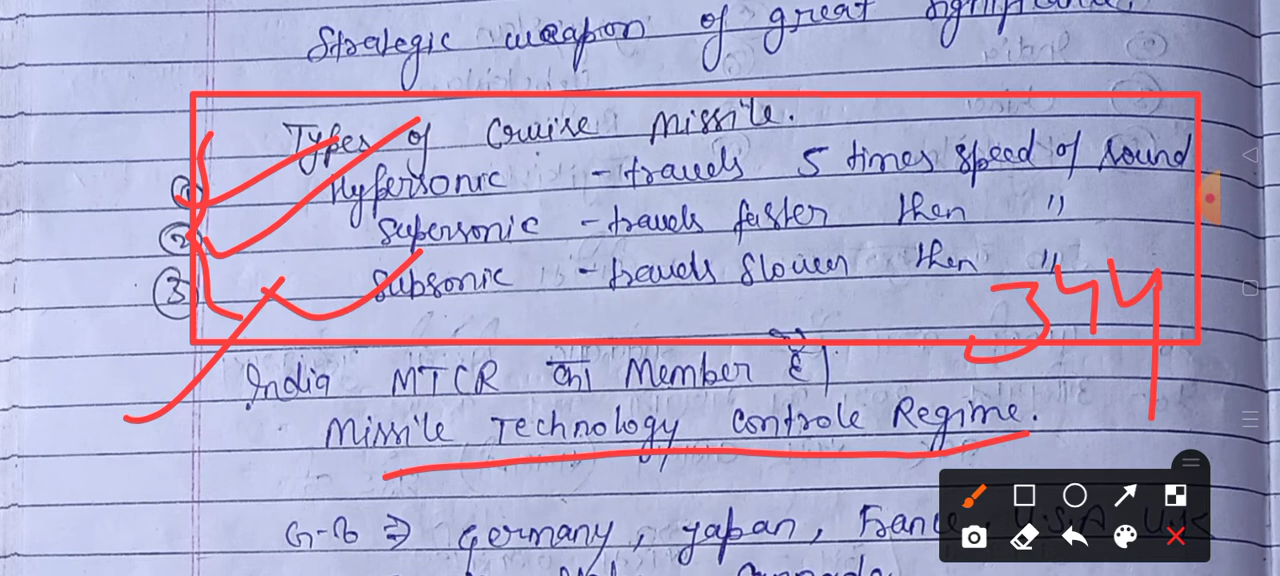 Strategic weapon of great
Types of Cruise Missile.
① Hypersonic - travels 5 times speed of sound
② Supersonic - travels faster then "
③ Subsonic - travels slower then "
344
India MTCR का Member है।
Missile Technology Controle Regime.
G-8 ⇒ Germany, Japan, France, U.S.A U.K